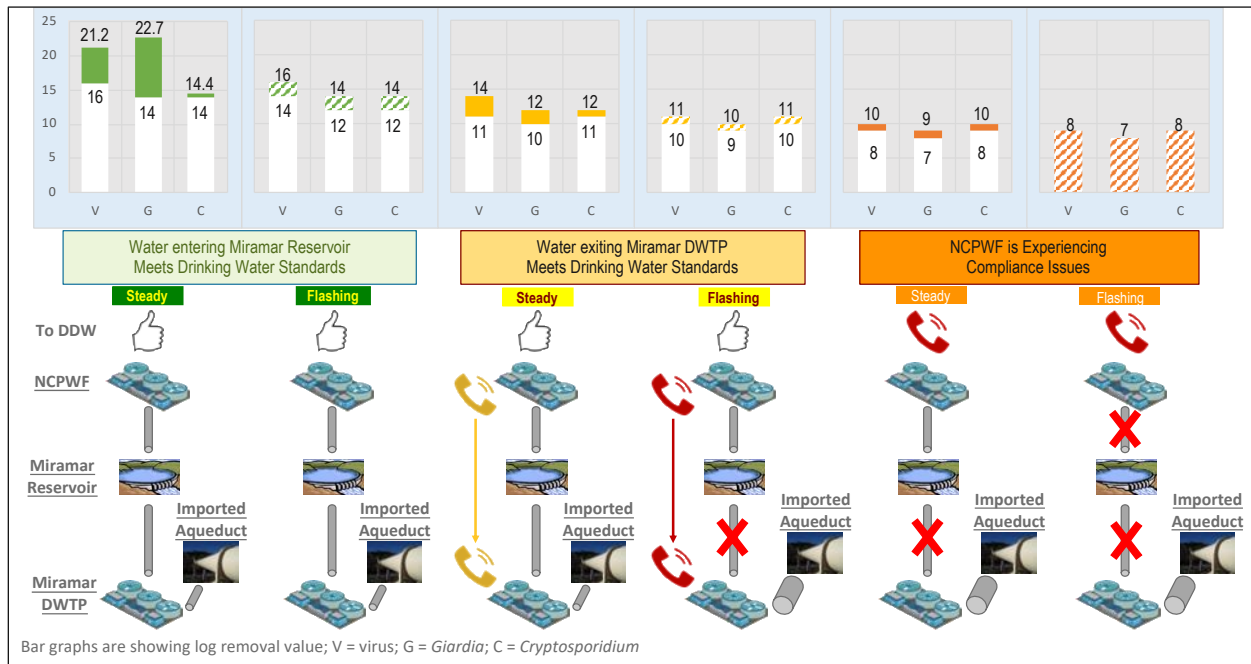 25
20
15
10
5
0
21.2
22.7
14.4
16
14
14
V
G
C
16
14
14
14
12
12
V
G
C
14
12
12
11
10
11
V
G
C
11
10
11
10
9
10
V
G
C
10
9
10
8
7
8
V
G
C
8
7
8
V
G
C
Water entering Miramar Reservoir
Meets Drinking Water Standards
Water exiting Miramar DWTP
Meets Drinking Water Standards
NCPWF is Experiencing
Compliance Issues
Steady
Flashing
Steady
Flashing
Steady
Flashing
To DDW
NCPWF
Miramar
Reservoir
Imported
Aqueduct
Imported
Aqueduct
Imported
Aqueduct
Imported
Aqueduct
Imported
Aqueduct
Imported
Aqueduct
Miramar
DWTP
Bar graphs are showing log removal value; V = virus; G = Giardia; C = Cryptosporidium